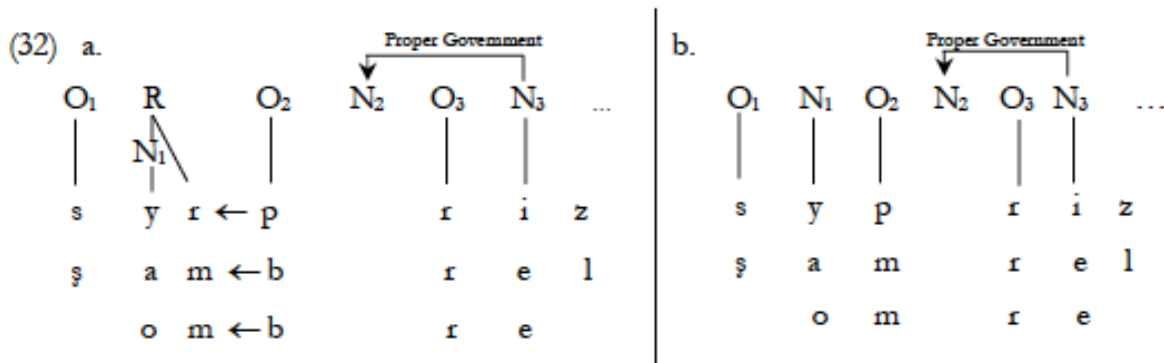 (32) a. Proper Government
O₁ R O₂ N₂ O₃ N₃ ...
N₁
s y r ← p r i z
ş a m ← b r e l
o m ← b r e
b. Proper Government
O₁ N₁ O₂ N₂ O₃ N₃ ...
s y p r i z
ş a m r e l
o m r e